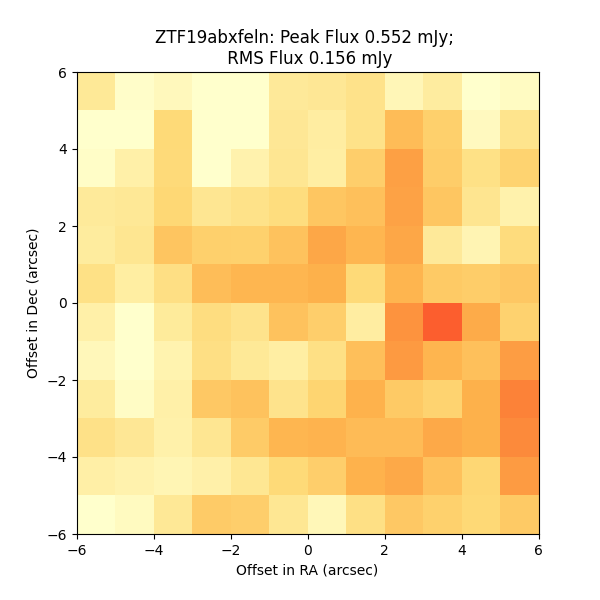 ZTF19abxfeln: Peak Flux 0.552 mJy;
RMS Flux 0.156 mJy
6
4
2
0
−2
−4
−6
Offset in Dec (arcsec)
−6 −4 −2 0 2 4 6
Offset in RA (arcsec)